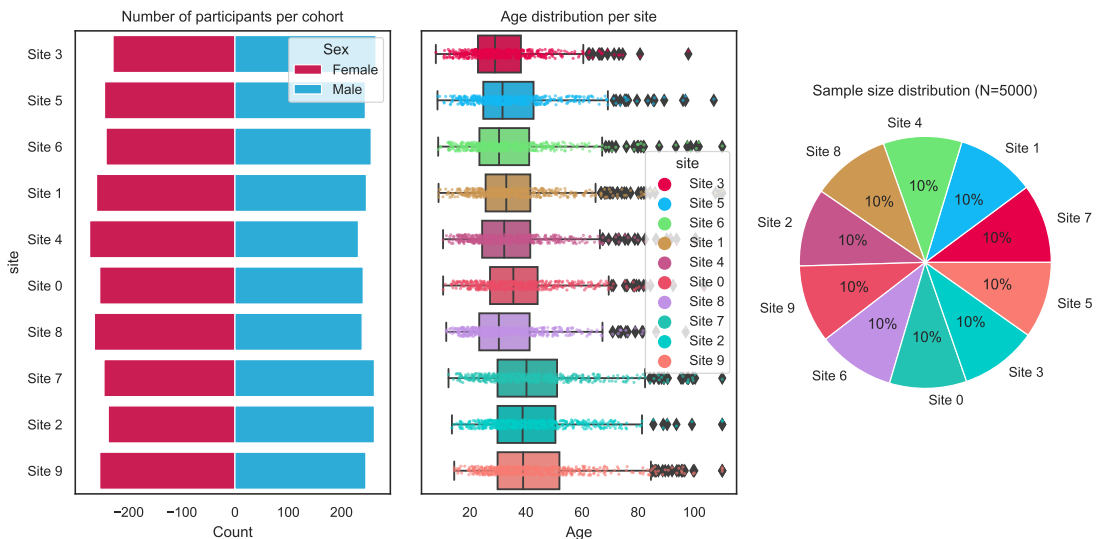 Number of participants per cohort
Site 3
Site 5
Site 6
Site 1
Site 4
Site 0
Site 8
Site 7
Site 2
Site 9
site
Sex
Female
Male
−200
−100
0
100
200
Count
Age distribution per site
site
Site 3
Site 5
Site 6
Site 1
Site 4
Site 0
Site 8
Site 7
Site 2
Site 9
20
40
60
80
100
Age
Sample size distribution (N=5000)
Site 4
Site 8
Site 1
10%
10%
10%
Site 2
Site 7
10%
10%
Site 9
10%
10%
Site 5
10%
10%
10%
Site 6
Site 3
Site 0